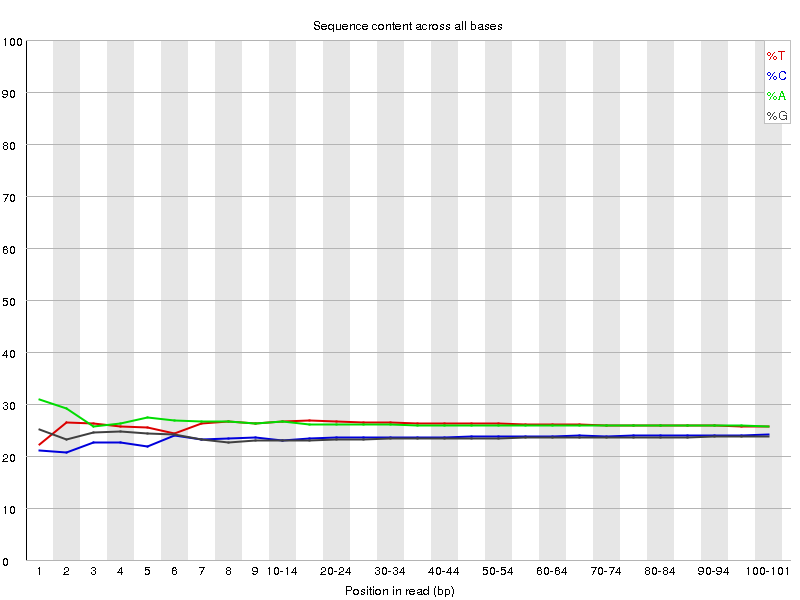 Sequence content across all bases
100
90
80
70
60
50
40
30
20
10
0
%T
%C
%A
%G
1 2 3 4 5 6 7 8 9 10-14 20-24 30-34 40-44 50-54 60-64 70-74 80-84 90-94 100-101
Position in read (bp)